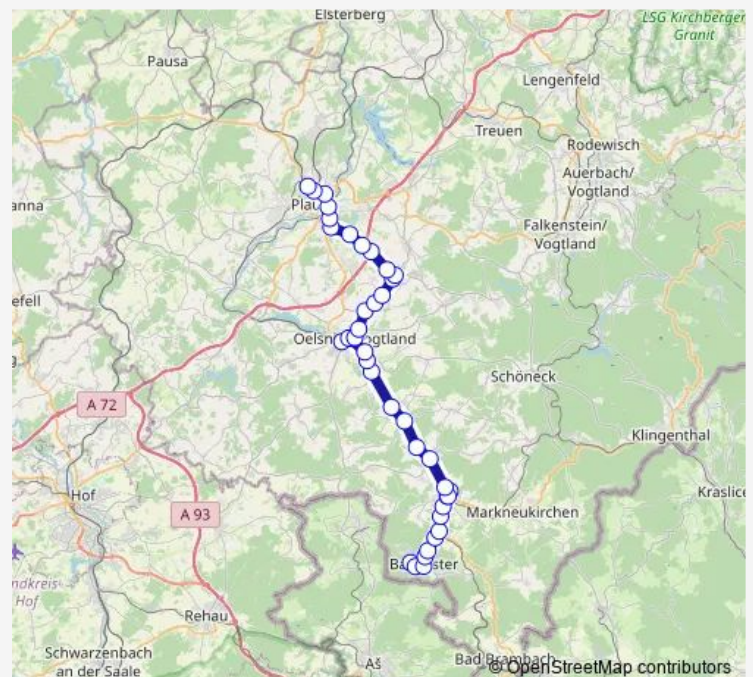 Elsterberg
LSG Kirchberger
Granit
Pausa
Lengenfeld
Treuen
Rodewisch
Auerbach/
Vogtland
anna
Plau
Falkenstein/
Vogtland
efell
g
Oelsn
ogtland
Schöneck
A 72
Klingenthal
Hof
Kraslice
A 93
Markneukirchen
Ba
ster
ndkreis
Hof
Rehau
Schwarzenbach
an der Saale
Aš
Bad Brambach
© OpenStreetMap contributors